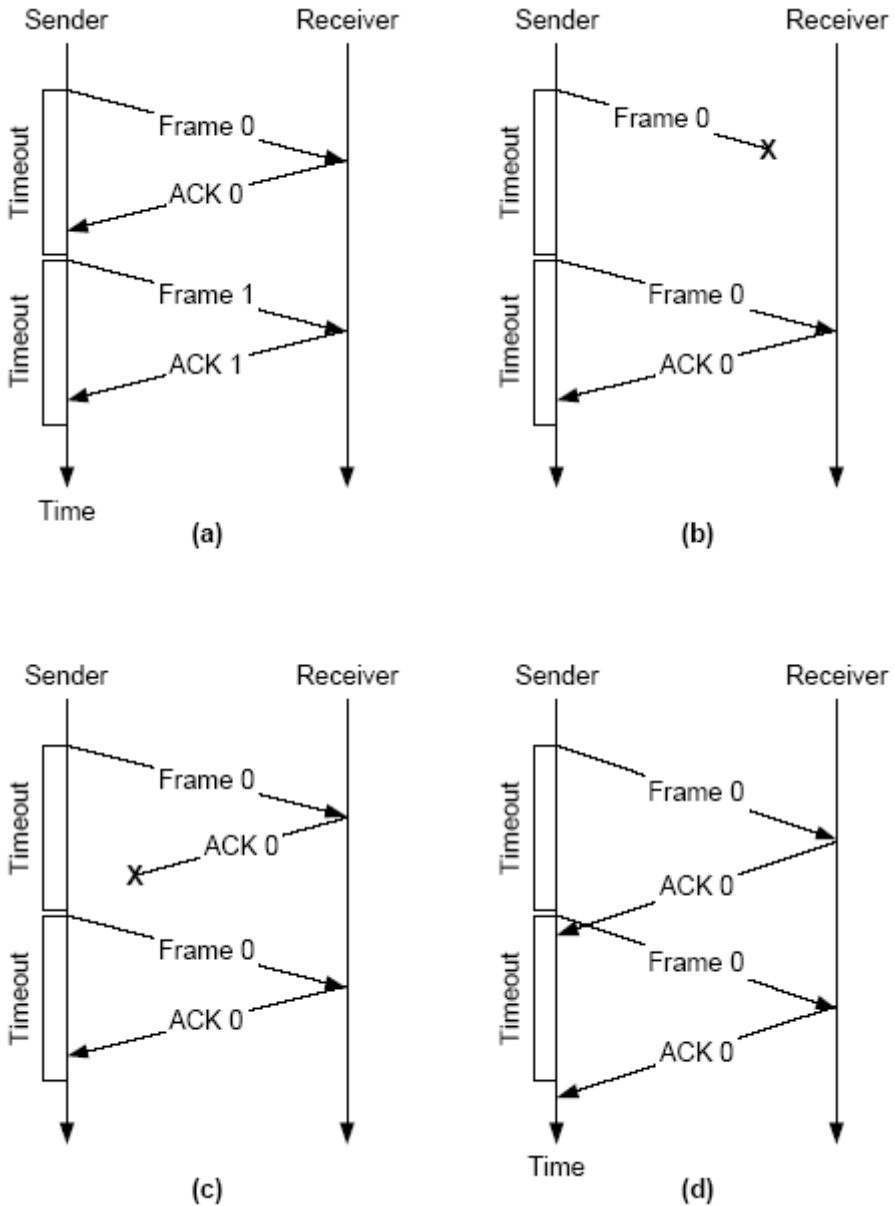 Sender Receiver
Timeout
Frame 0
ACK 0
Timeout
Frame 1
ACK 1
Time
(a)
Sender Receiver
Timeout
Frame 0
X
Timeout
Frame 0
ACK 0
(b)
Sender Receiver
Timeout
Frame 0
ACK 0
X
Timeout
Frame 0
ACK 0
(c)
Sender Receiver
Timeout
Frame 0
ACK 0
Timeout
Frame 0
ACK 0
Time
(d)